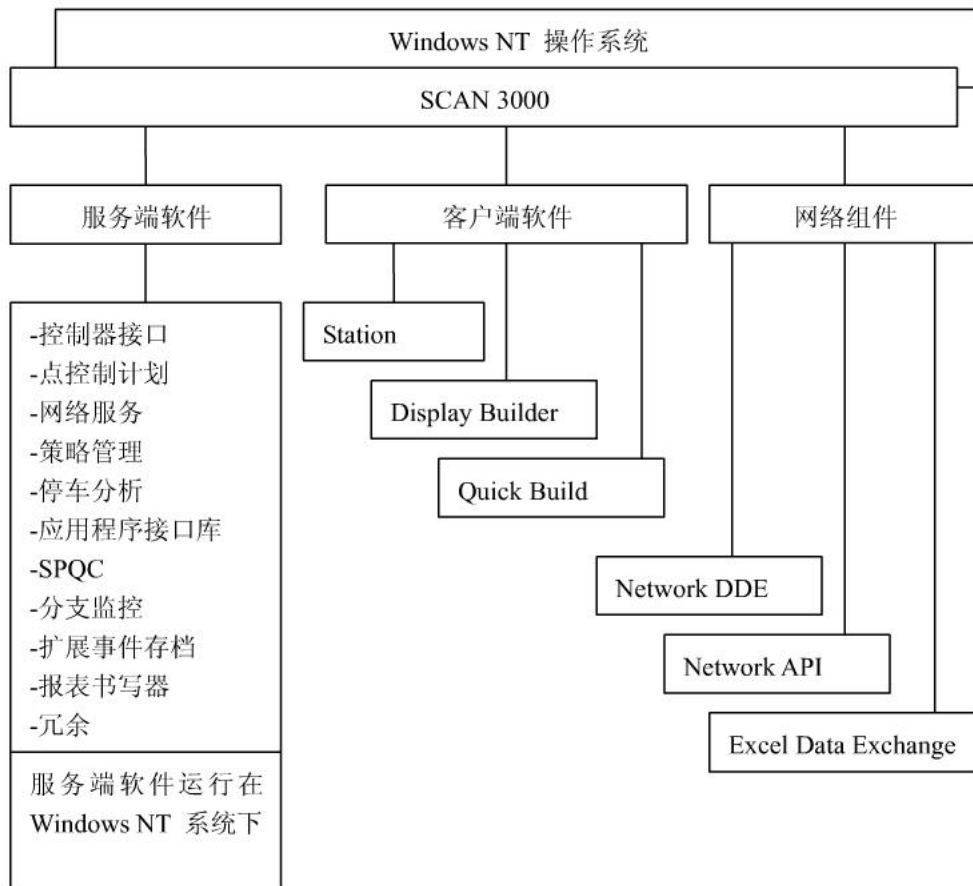 Windows NT 操作系统
SCAN 3000
服务端软件
客户端软件
网络组件
-控制器接口
-点控制计划
-网络服务
-策略管理
-停车分析
-应用程序接口库
-SPQC
-分支监控
-扩展事件存档
-报表书写器
-冗余
服务端软件运行在
Windows NT 系统下
Station
Display Builder
Quick Build
Network DDE
Network API
Excel Data Exchange